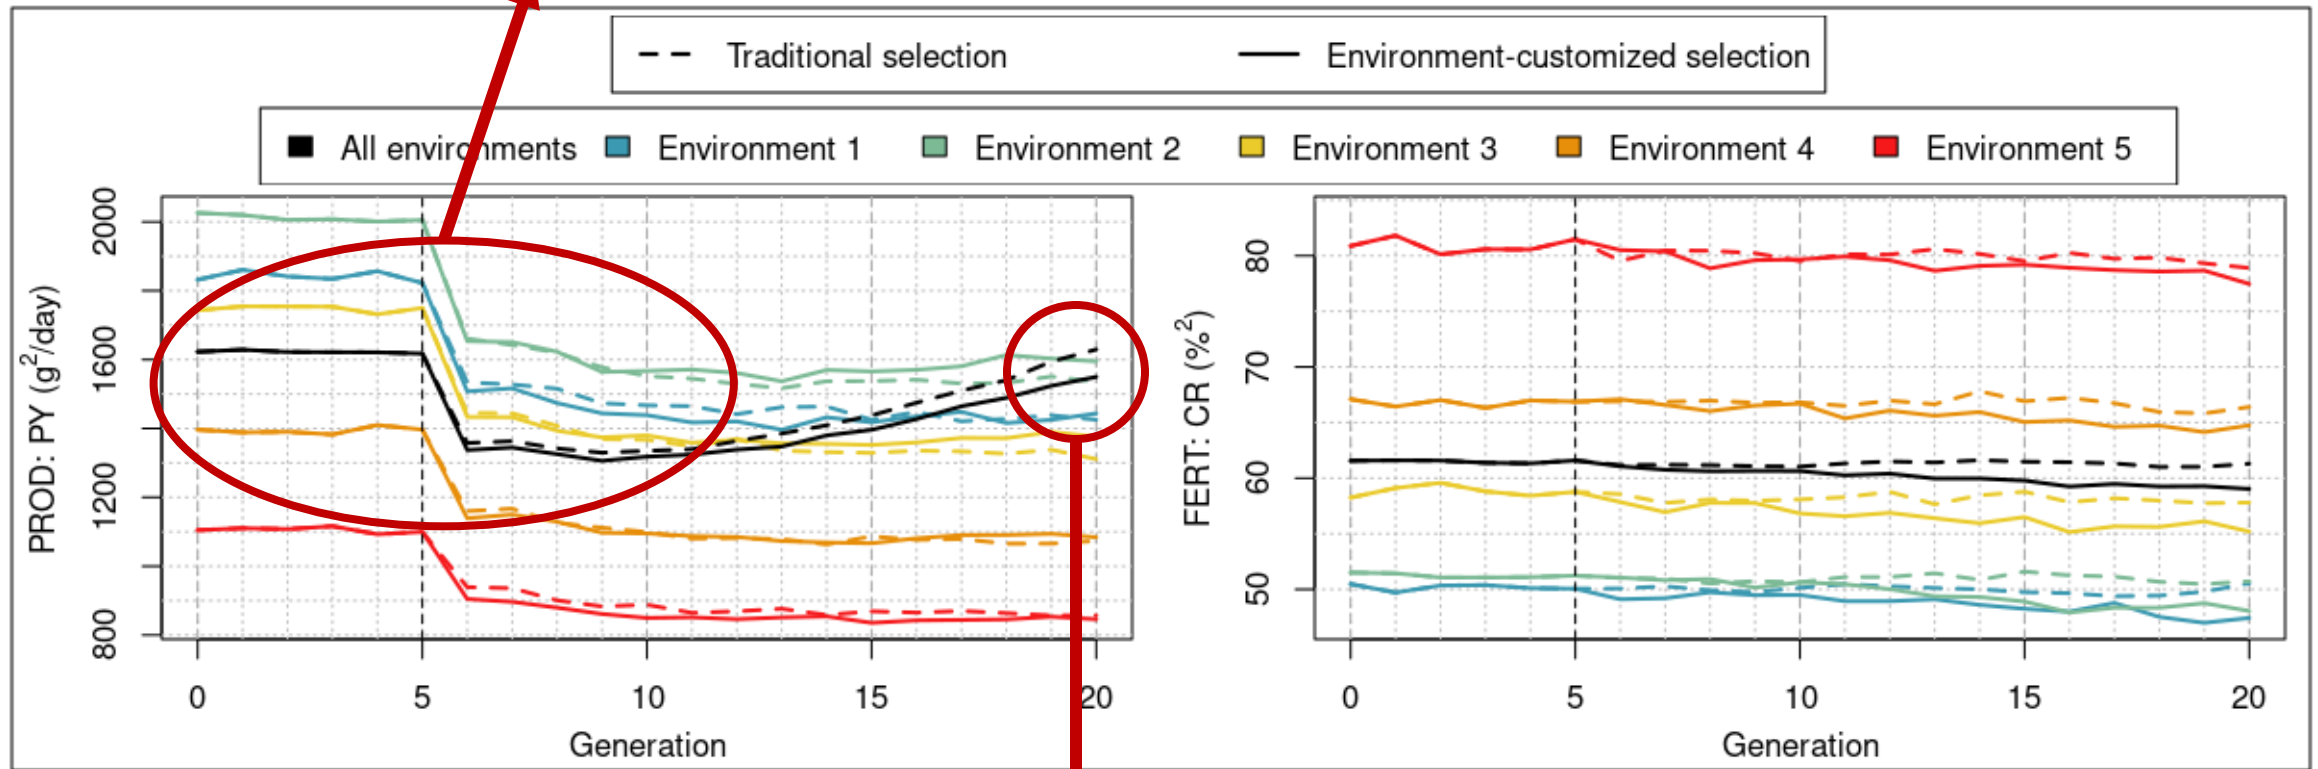 Traditional selection
Environment-customized selection
All environments
Environment 1
Environment 2
Environment 3
Environment 4
Environment 5
PROD: PY (g²/day)
2000
1600
1200
800
0
5
10
15
20
Generation
FERT: CR (%²)
80
70
60
50
0
5
10
15
20
Generation